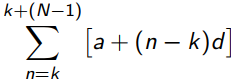 k+(N−1)
∑ [a + (n − k)d]
n=k